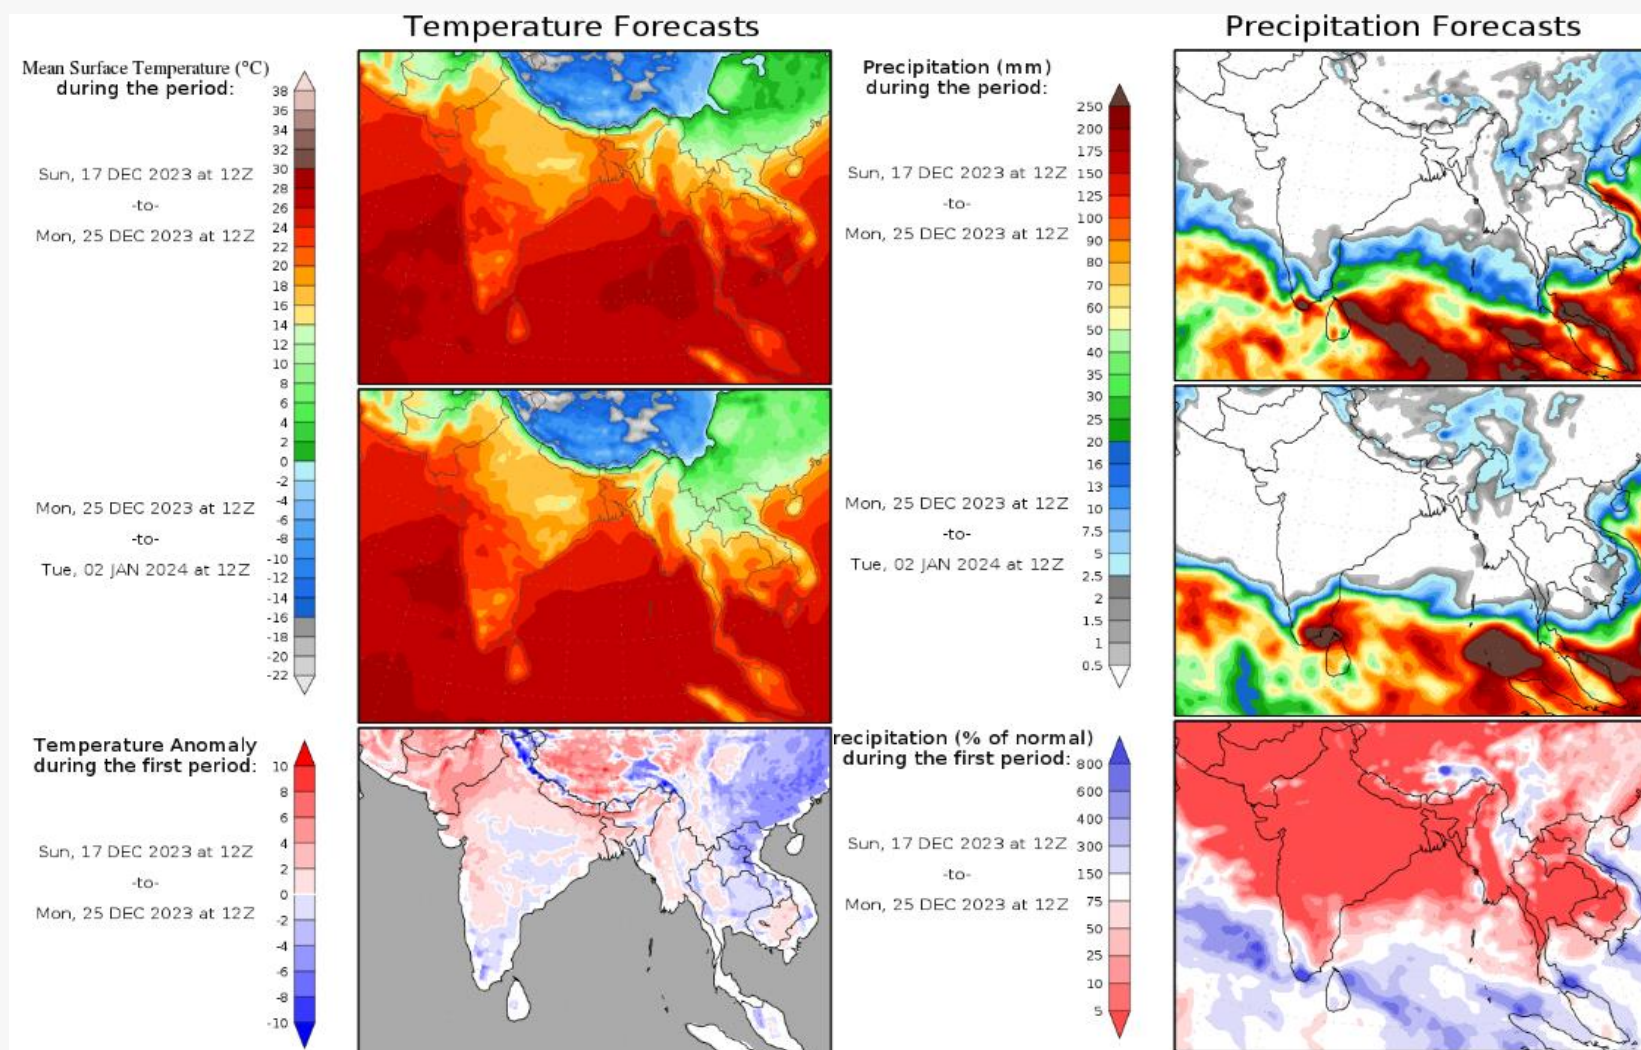 Temperature Forecasts
Mean Surface Temperature (°C)
during the period:
38
36
34
32
30
28
26
24
22
20
18
16
14
12
10
8
6
4
2
0
-2
-4
-6
-8
-10
-12
-14
-16
-18
-20
-22
Sun, 17 DEC 2023 at 12Z
-to-
Mon, 25 DEC 2023 at 12Z
Mon, 25 DEC 2023 at 12Z
-to-
Tue, 02 JAN 2024 at 12Z
Temperature Anomaly
during the first period:
10
8
6
4
2
0
-2
-4
-6
-8
-10
Sun, 17 DEC 2023 at 12Z
-to-
Mon, 25 DEC 2023 at 12Z
Precipitation Forecasts
Precipitation (mm)
during the period:
250
200
175
150
125
100
90
80
70
60
50
40
35
30
25
20
16
13
10
7.5
5
2.5
2
1.5
1
0.5
Sun, 17 DEC 2023 at 12Z
-to-
Mon, 25 DEC 2023 at 12Z
Mon, 25 DEC 2023 at 12Z
-to-
Tue, 02 JAN 2024 at 12Z
recipitation (% of normal)
during the first period:
800
600
400
300
150
75
50
25
10
5
Sun, 17 DEC 2023 at 12Z
-to-
Mon, 25 DEC 2023 at 12Z